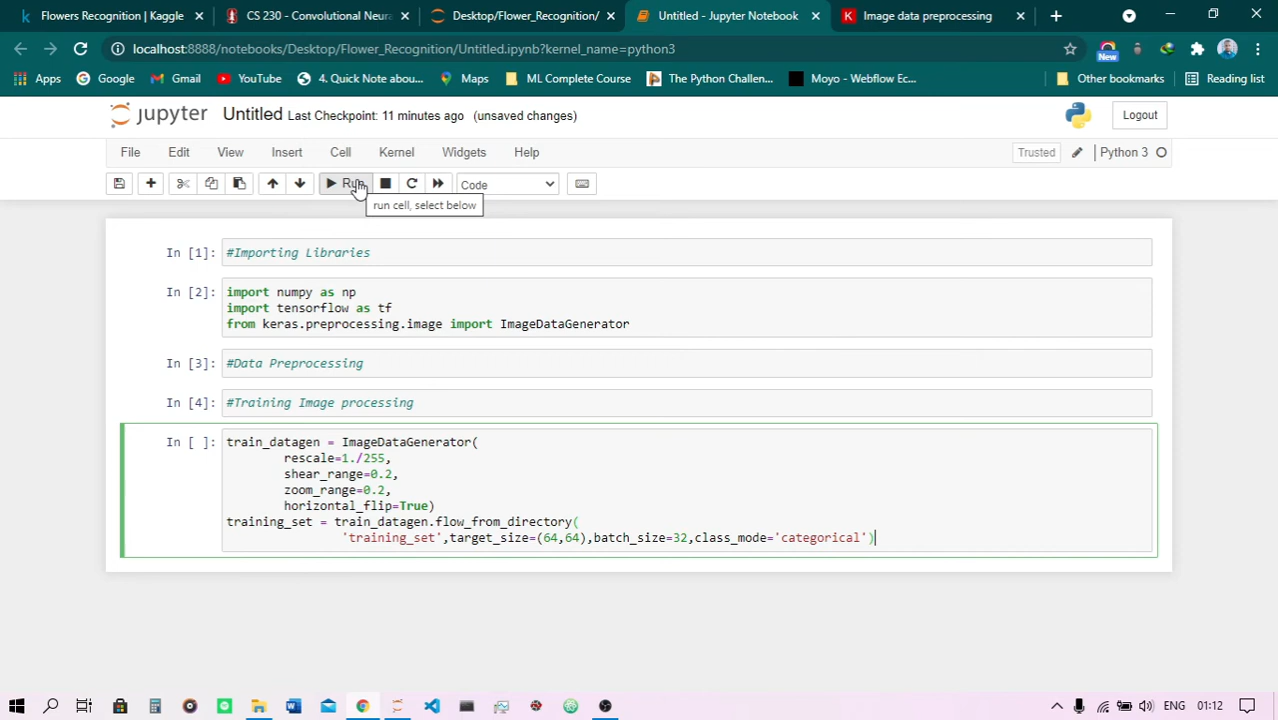 Flowers Recognition | Kaggle
CS 230 - Convolutional Neura
Desktop/Flower_Recognition/
Untitled - Jupyter Notebook
Image data preprocessing
localhost:8888/notebooks/Desktop/Flower_Recognition/Untitled.ipynb?kernel_name=python3
New
Apps
Google
Gmail
YouTube
4. Quick Note abou...
Maps
ML Complete Course
The Python Challen...
Moyo - Webflow Ec...
Other bookmarks
Reading list
jupyter Untitled Last Checkpoint: 11 minutes ago (unsaved changes)
Logout
File Edit View Insert Cell Kernel Widgets Help
Trusted
Python 3
Run
Code
run cell, select below
In [1]: #Importing Libraries
In [2]: import numpy as np
import tensorflow as tf
from keras.preprocessing.image import ImageDataGenerator
In [3]: #Data Preprocessing
In [4]: #Training Image processing
In [ ]: train_datagen = ImageDataGenerator(
rescale=1./255,
shear_range=0.2,
zoom_range=0.2,
horizontal_flip=True)
training_set = train_datagen.flow_from_directory(
'training_set',target_size=(64,64),batch_size=32,class_mode='categorical')
ENG 01:12